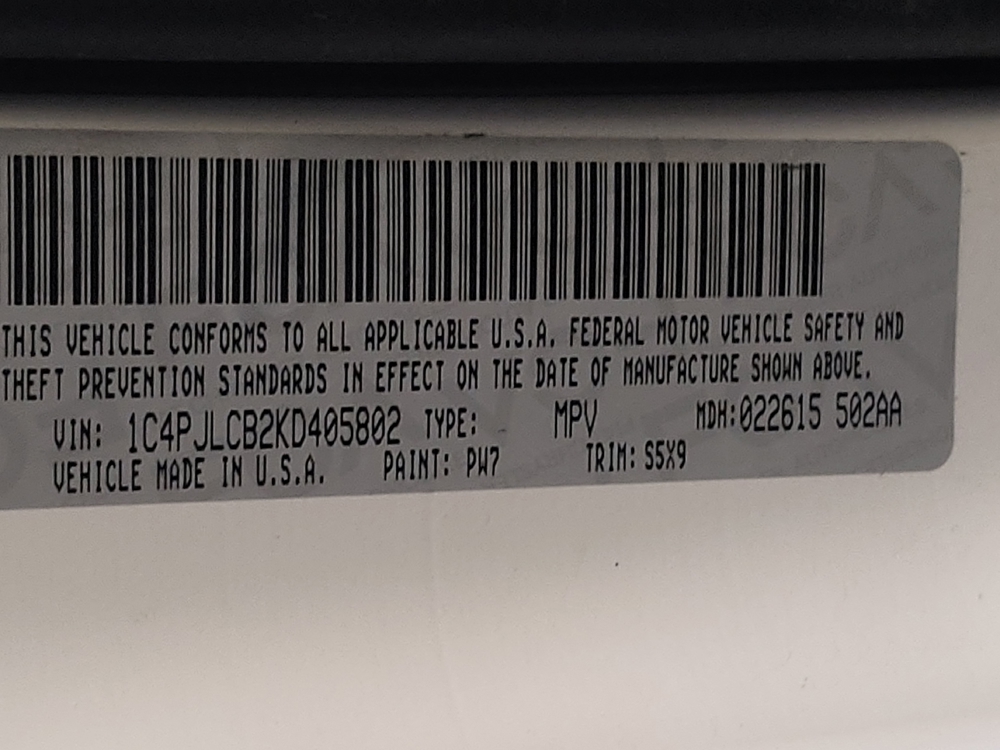 THIS VEHICLE CONFORMS TO ALL APPLICABLE U.S.A. FEDERAL MOTOR VEHICLE SAFETY AND
THEFT PREVENTION STANDARDS IN EFFECT ON THE DATE OF MANUFACTURE SHOWN ABOVE.
VIN: 1C4PJLCB2KD405802 TYPE: MPV MDH:022615 502AA
VEHICLE MADE IN U.S.A. PAINT: PW7 TRIM: S5X9